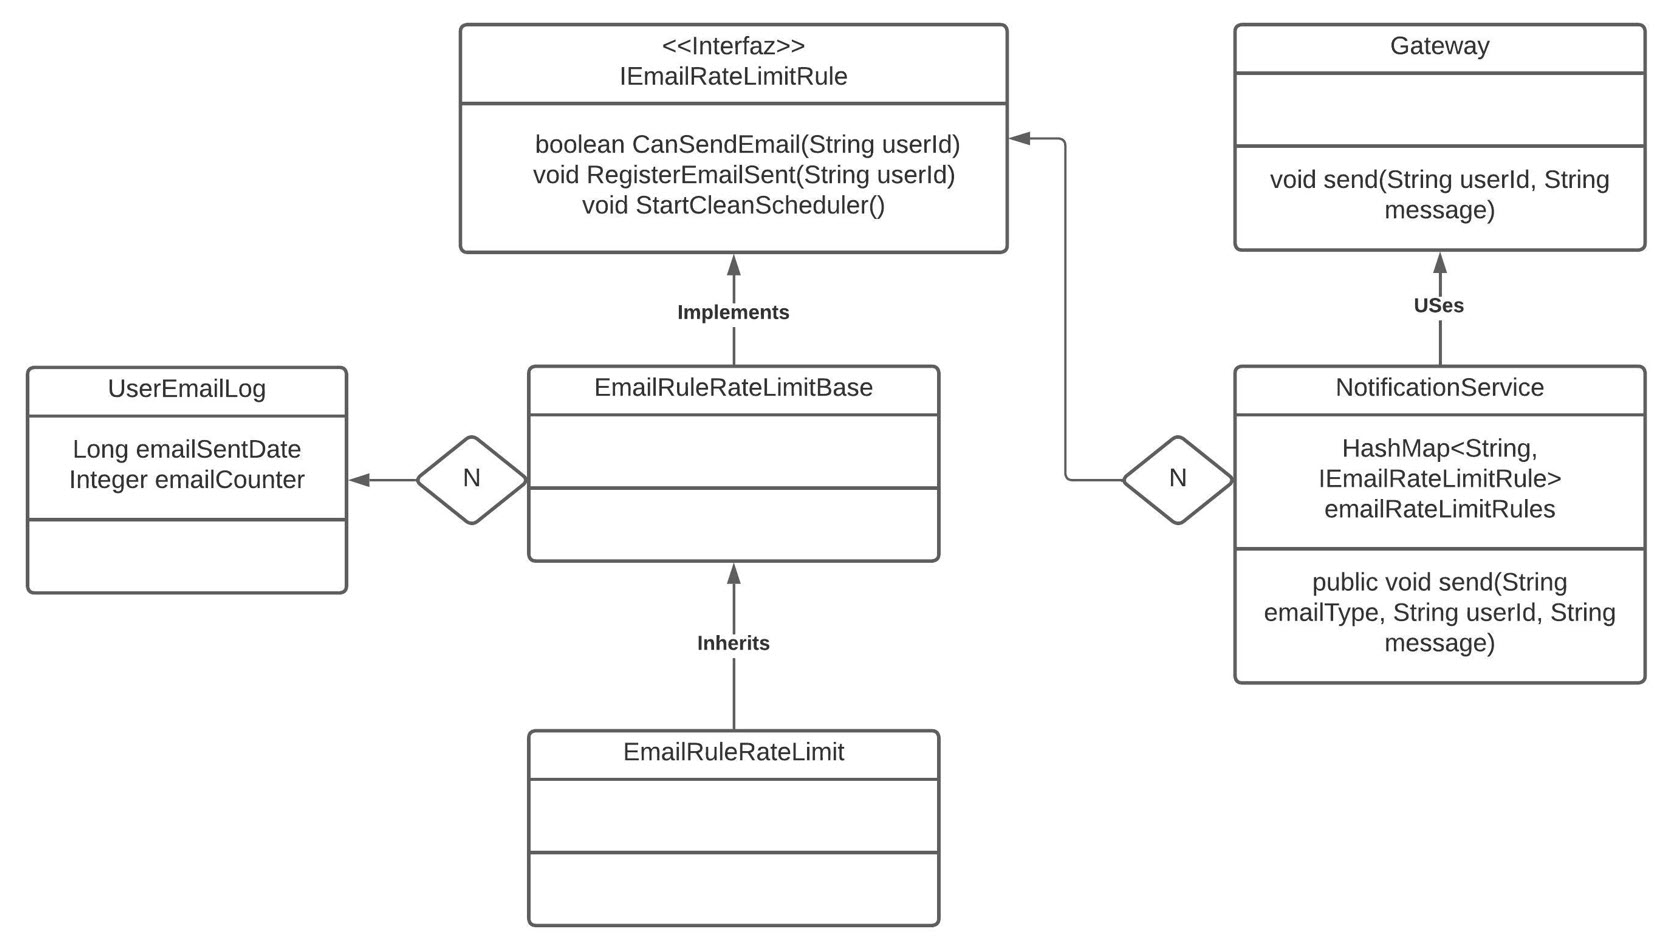 <<Interfaz>>
IEmailRateLimitRule
boolean CanSendEmail(String userId)
void RegisterEmailSent(String userId)
void StartCleanScheduler()
Gateway
void send(String userId, String
message)
Implements
USes
UserEmailLog
Long emailSentDate
Integer emailCounter
N
EmailRuleRateLimitBase
N
NotificationService
HashMap<String,
IEmailRateLimitRule>
emailRateLimitRules
public void send(String
emailType, String userId, String
message)
Inherits
EmailRuleRateLimit